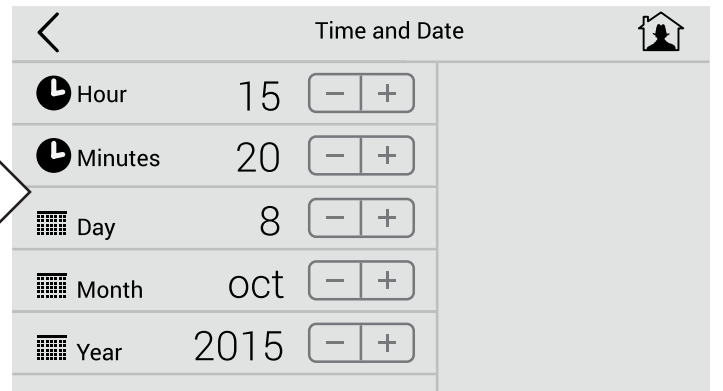 Time and Date
Hour 15 − +
Minutes 20 − +
Day 8 − +
Month oct − +
Year 2015 − +